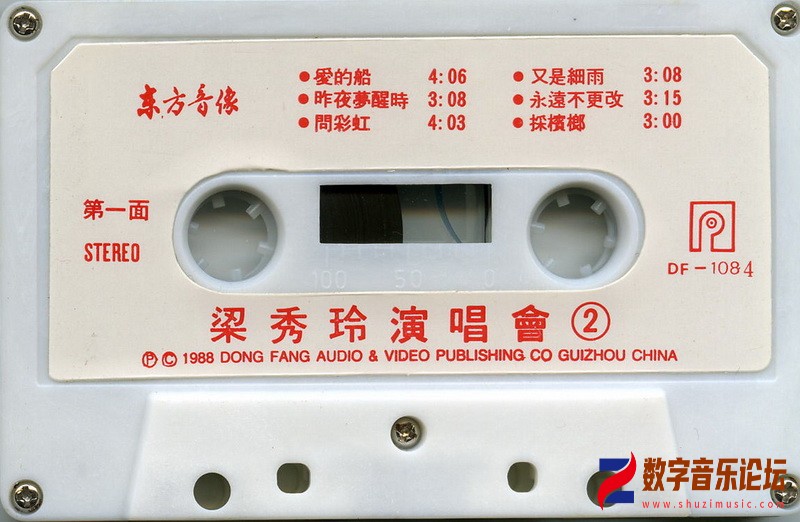 东方音像
●愛的船 4:06 ●又是細雨 3:08
●昨夜夢醒時 3:08 ●永遠不更改 3:15
●問彩虹 4:03 ●採檳榔 3:00
第一面
STEREO
DF-1084
100 50 0
梁秀玲演唱會②
Ⓟ © 1988 DONG FANG AUDIO & VIDEO PUBLISHING CO GUIZHOU CHINA
数字音乐论坛
www.shuzimusic.com